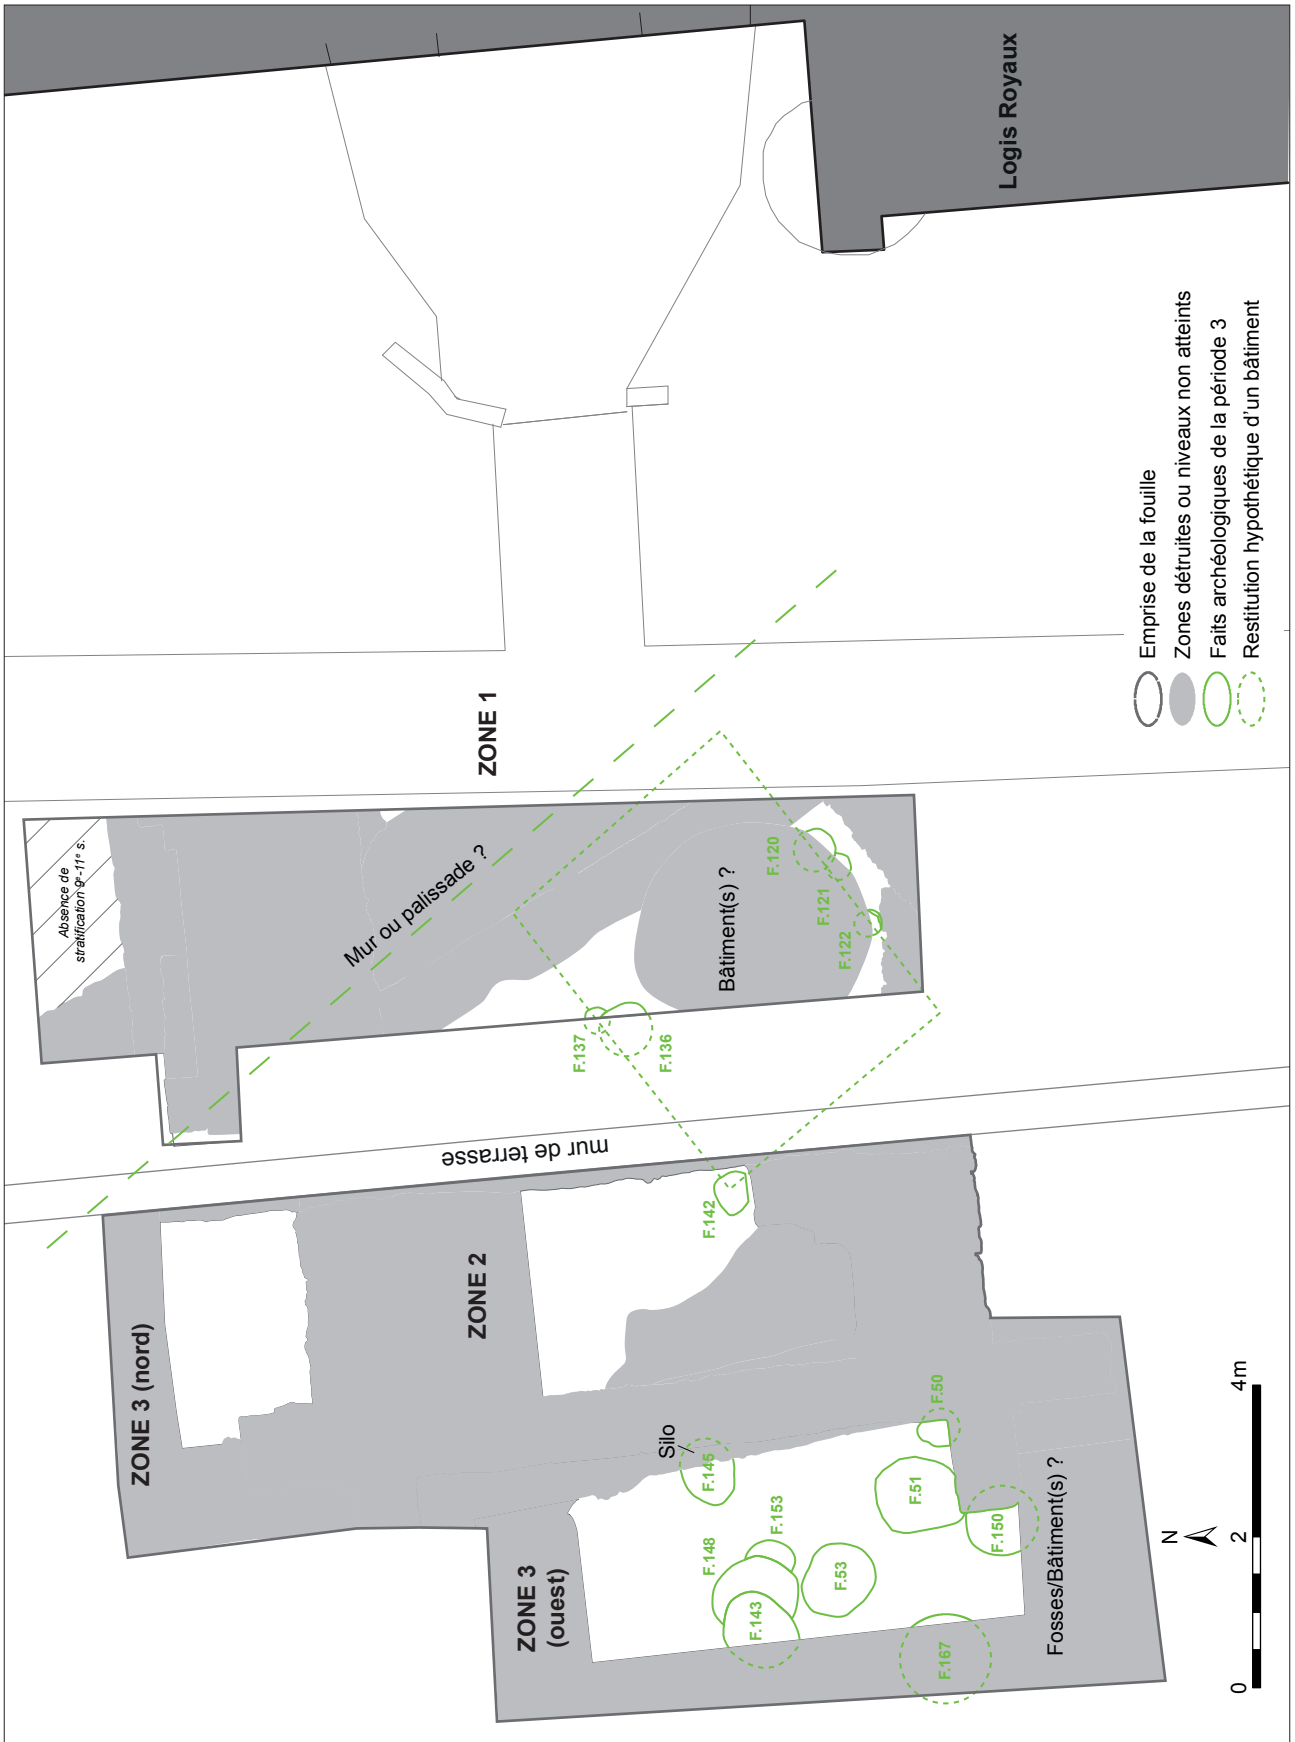 Logis Royaux
ZONE 1
Absence de
stratification 9e-11e s.
Mur ou palissade ?
Bâtiment(s) ?
F.120
F.121
F.122
F.137
F.136
mur de terrasse
F.142
ZONE 2
ZONE 3 (nord)
ZONE 3
(ouest)
Silo
F.145
F.153
F.148
F.143
F.53
F.51
F.50
F.150
F.167
Fosses/Bâtiment(s) ?
N
0 2 4m
Emprise de la fouille
Zones détruites ou niveaux non atteints
Faits archéologiques de la période 3
Restitution hypothétique d'un bâtiment